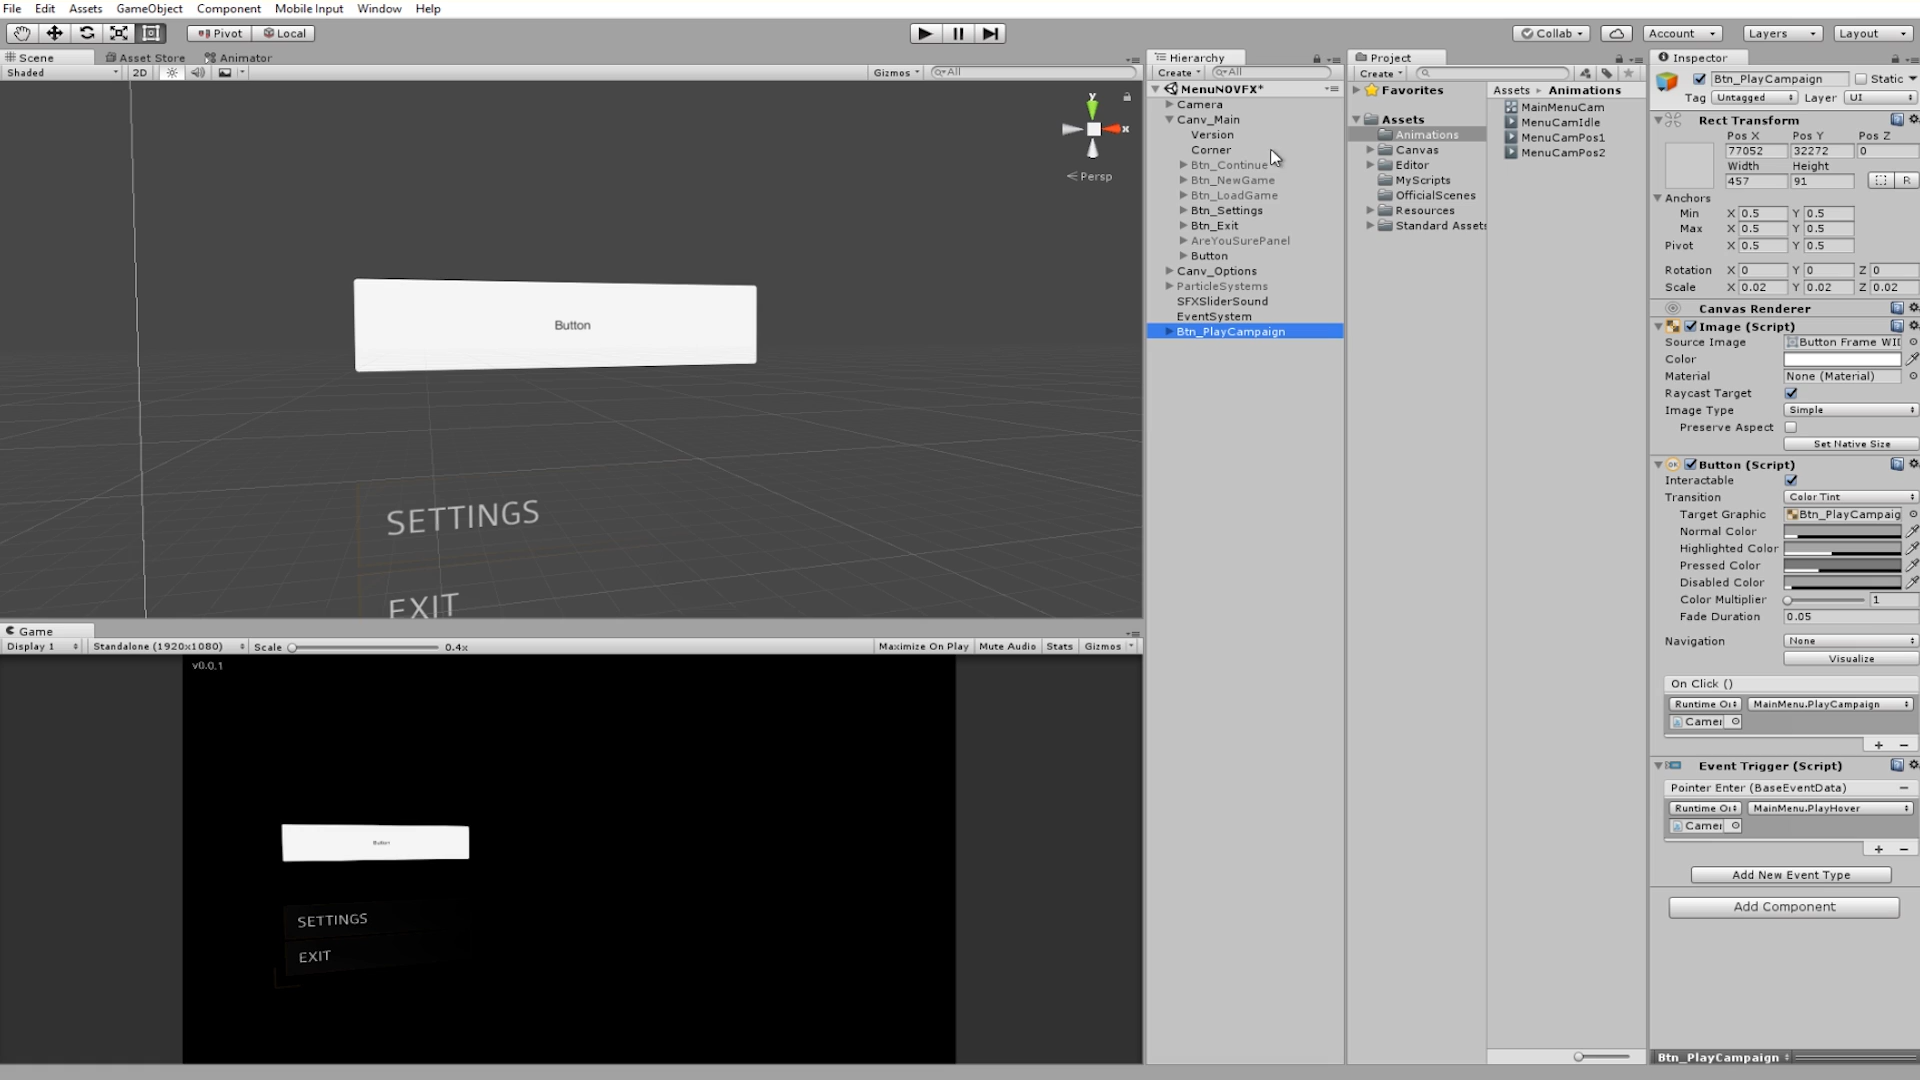 File Edit Assets GameObject Component Mobile Input Window Help
Pivot Local Collab Account Layers Layout
Scene Asset Store Animator
Shaded 2D Gizmos All
y
x
Persp
Button
SETTINGS
EXIT
Game
Display 1 Standalone (1920x1080) Scale 0.4x Maximize On Play Mute Audio Stats Gizmos
v0.0.1
Button
SETTINGS
EXIT
Hierarchy
Create All
MenuNOVFX*
Camera
Canv_Main
Version
Corner
Btn_Continue
Btn_NewGame
Btn_LoadGame
Btn_Settings
Btn_Exit
AreYouSurePanel
Button
Canv_Options
ParticleSystems
SFXSliderSound
EventSystem
Btn_PlayCampaign
Project
Create
Favorites
Assets
Animations
Canvas
Editor
MyScripts
OfficialScenes
Resources
Standard Assets
Assets Animations
MainMenuCam
MenuCamIdle
MenuCamPos1
MenuCamPos2
Inspector
Btn_PlayCampaign Static
Tag Untagged Layer UI
Rect Transform
Pos X Pos Y Pos Z
77052 32272 0
Width Height
457 91 R
Anchors
Min X 0.5 Y 0.5
Max X 0.5 Y 0.5
Pivot X 0.5 Y 0.5
Rotation X 0 Y 0 Z 0
Scale X 0.02 Y 0.02 Z 0.02
Canvas Renderer
Image (Script)
Source Image Button Frame WI
Color
Material None (Material)
Raycast Target
Image Type Simple
Preserve Aspect
Set Native Size
Button (Script)
Interactable
Transition Color Tint
Target Graphic Btn_PlayCampaig
Normal Color
Highlighted Color
Pressed Color
Disabled Color
Color Multiplier 1
Fade Duration 0.05
Navigation None
Visualize
On Click ()
Runtime O MainMenu.PlayCampaign
Camer
+ −
Event Trigger (Script)
Pointer Enter (BaseEventData) −
Runtime O MainMenu.PlayHover
Camer
+ −
Add New Event Type
Add Component
Btn_PlayCampaign